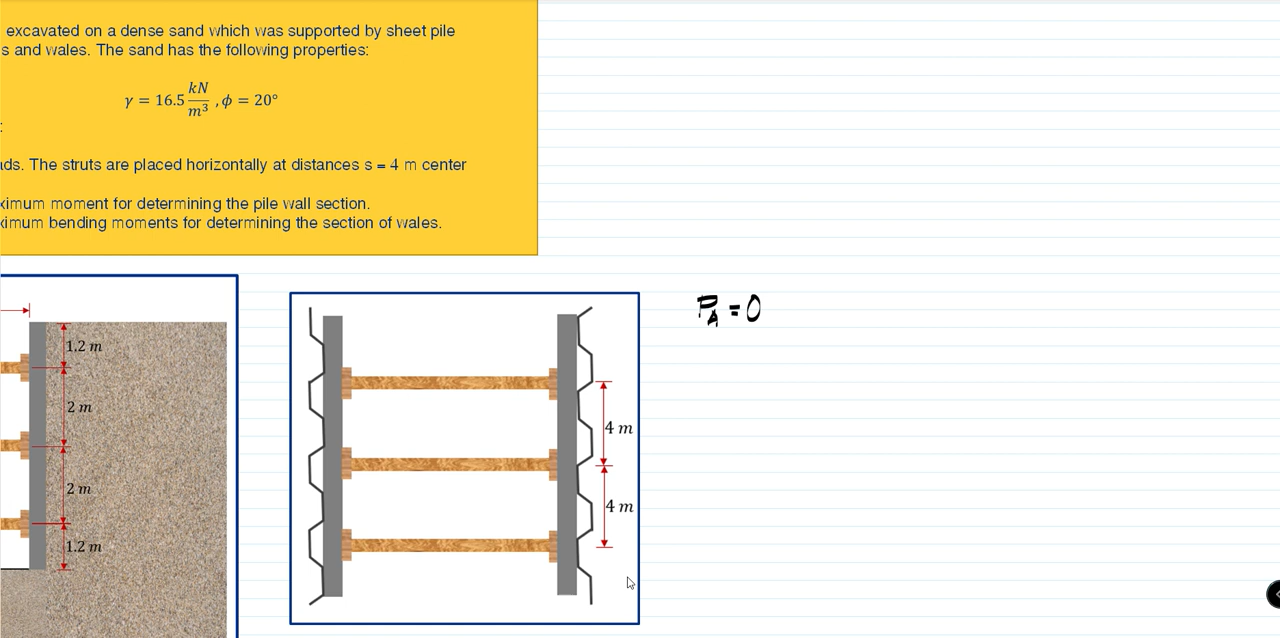 excavated on a dense sand which was supported by sheet pile
s and wales. The sand has the following properties:
γ = 16.5 kN/m³ , ϕ = 20°
:
ds. The struts are placed horizontally at distances s = 4 m center
ximum moment for determining the pile wall section.
ximum bending moments for determining the section of wales.
1.2 m
2 m
2 m
1.2 m
4 m
4 m
P_A = 0